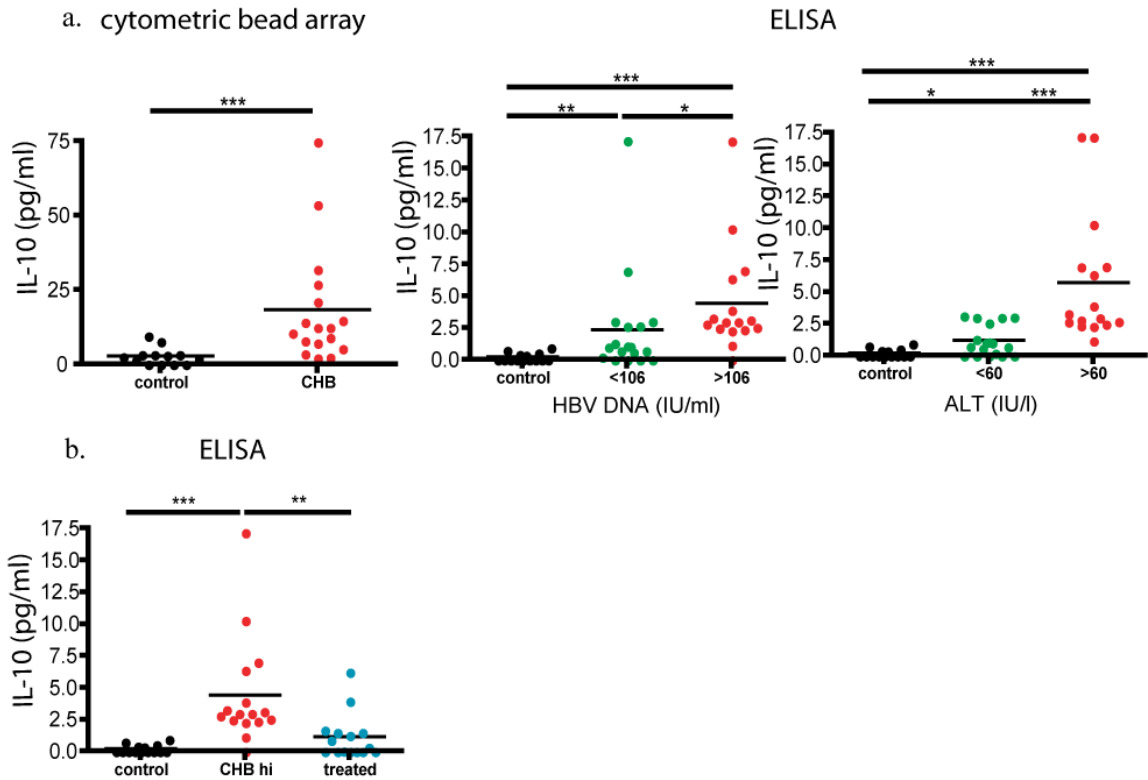 a. cytometric bead array
ELISA
***
IL-10 (pg/ml)
75
50
25
0
control CHB
***
** *
IL-10 (pg/ml)
17.5
15.0
12.5
10.0
7.5
5.0
2.5
0.0
control <106 >106
HBV DNA (IU/ml)
***
* ***
IL-10 (pg/ml)
17.5
15.0
12.5
10.0
7.5
5.0
2.5
0.0
control <60 >60
ALT (IU/l)
b. ELISA
*** **
IL-10 (pg/ml)
17.5
15.0
12.5
10.0
7.5
5.0
2.5
0.0
control CHB hi treated